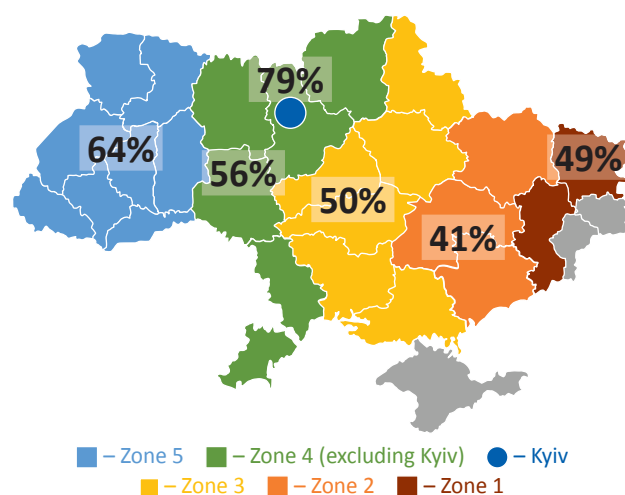 79%
64%
56%
50%
41%
49%
– Zone 5
– Zone 4 (excluding Kyiv)
– Kyiv
– Zone 3
– Zone 2
– Zone 1